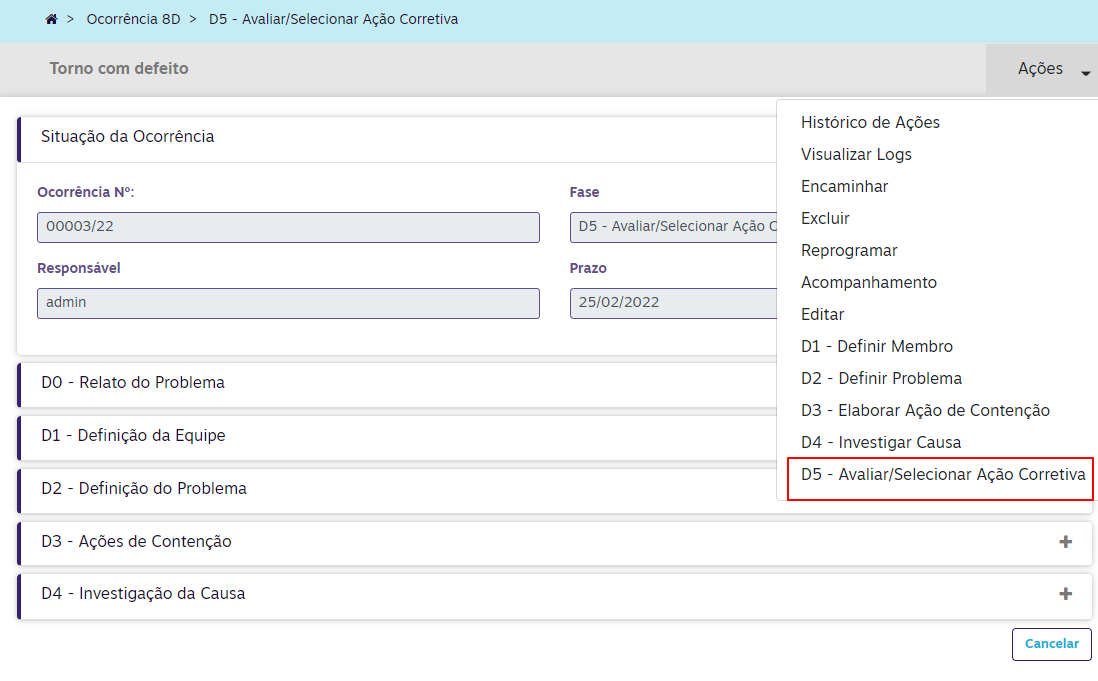 > Ocorrência 8D > D5 - Avaliar/Selecionar Ação Corretiva
Torno com defeito
Ações
Histórico de Ações
Visualizar Logs
Encaminhar
Excluir
Reprogramar
Acompanhamento
Editar
D1 - Definir Membro
D2 - Definir Problema
D3 - Elaborar Ação de Contenção
D4 - Investigar Causa
D5 - Avaliar/Selecionar Ação Corretiva
Situação da Ocorrência
Ocorrência Nº:
Fase
00003/22
D5 - Avaliar/Selecionar Ação C
Responsável
Prazo
admin
25/02/2022
D0 - Relato do Problema
D1 - Definição da Equipe
D2 - Definição do Problema
D3 - Ações de Contenção
D4 - Investigação da Causa
Cancelar